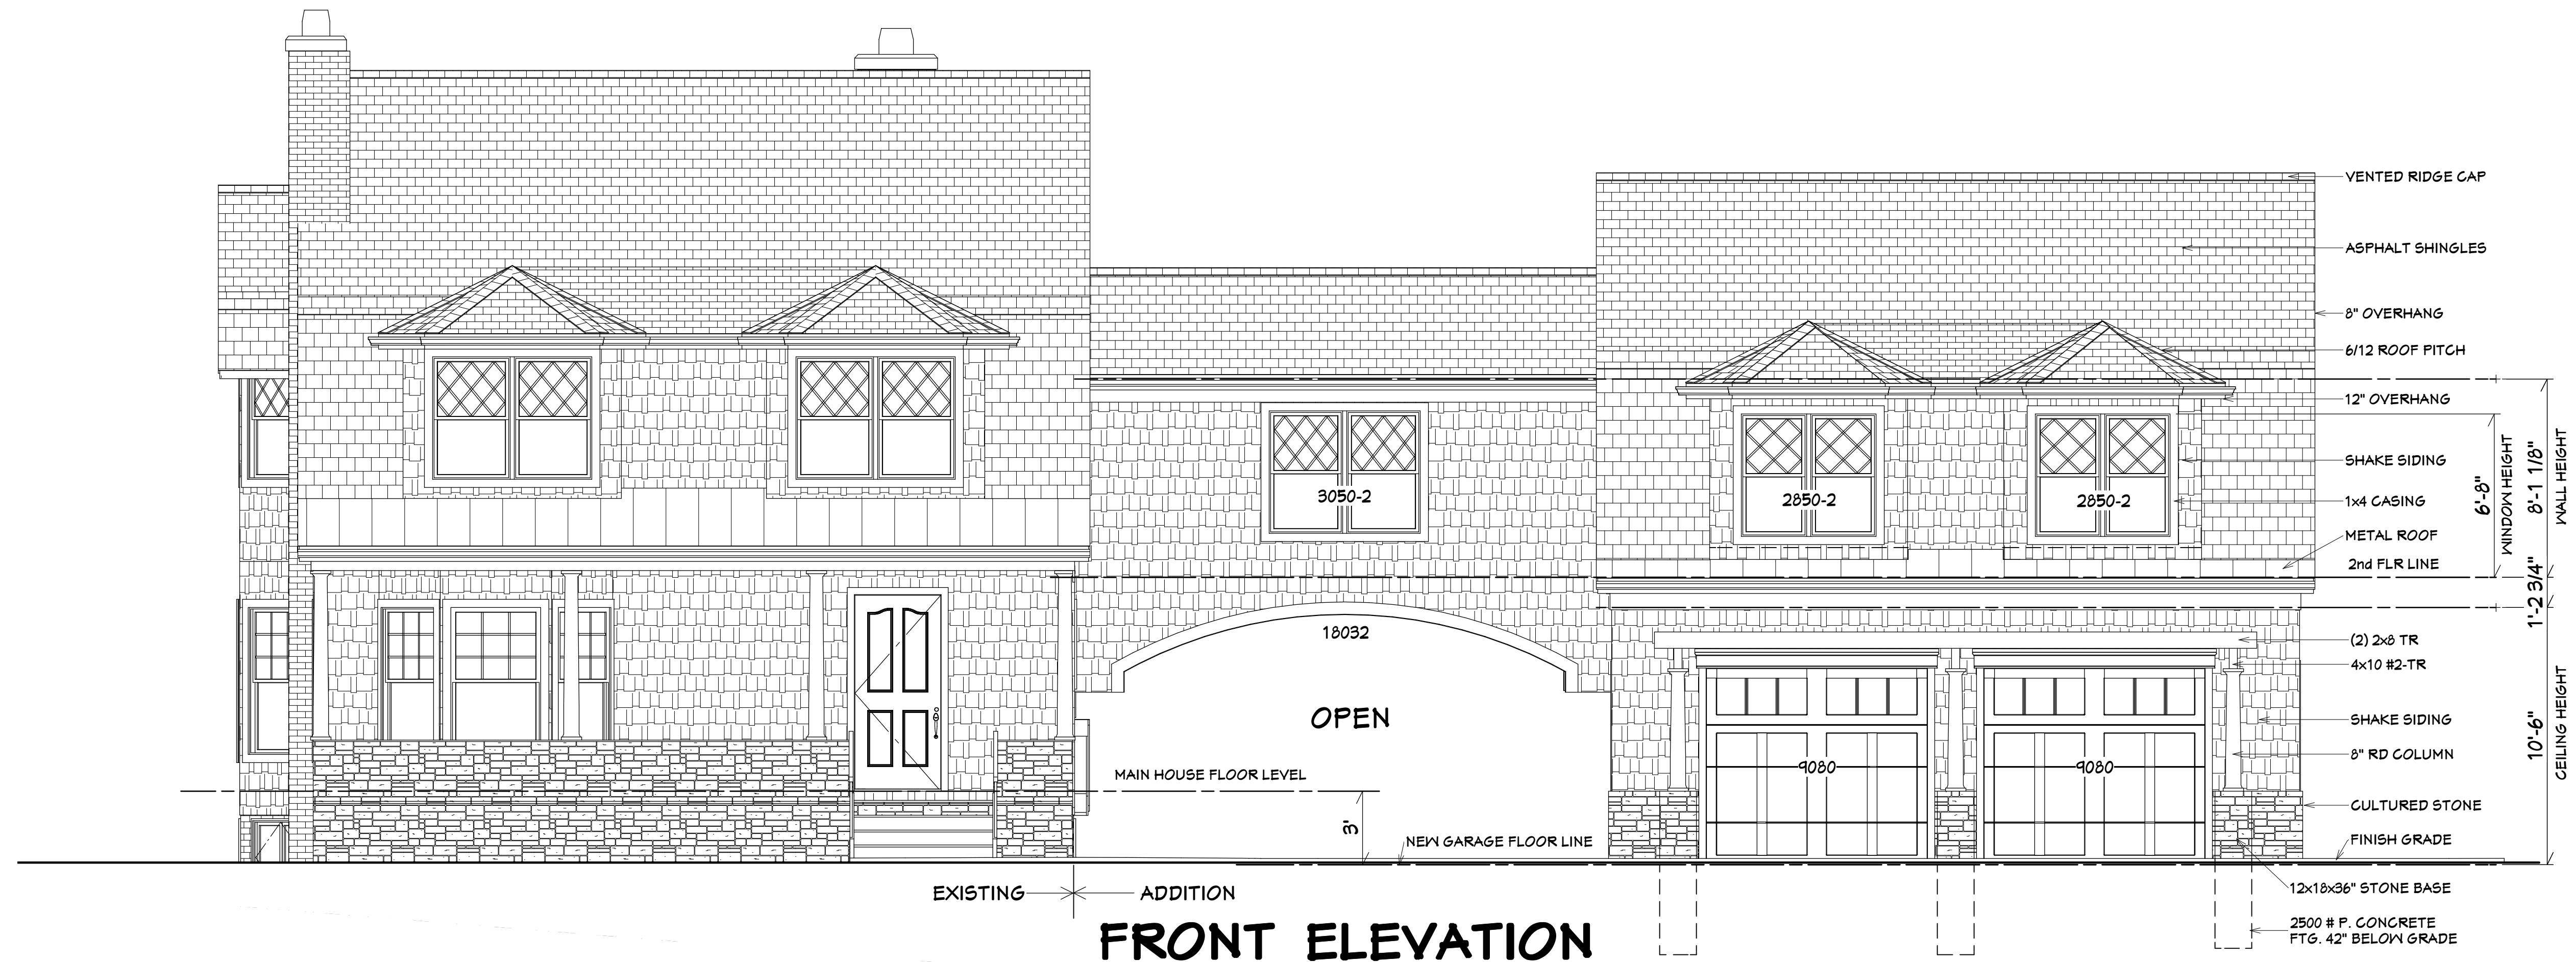 VENTED RIDGE CAP
ASPHALT SHINGLES
8" OVERHANG
6/12 ROOF PITCH
12" OVERHANG
SHAKE SIDING
1x4 CASING
METAL ROOF
2nd FLR LINE
6'-8"
WINDOW HEIGHT
8'-1 1/8"
WALL HEIGHT
1'-2 3/4"
3050-2
2850-2
2850-2
18032
OPEN
(2) 2x8 TR
4x10 #2-TR
SHAKE SIDING
8" RD COLUMN
10'-6"
CEILING HEIGHT
9080
9080
MAIN HOUSE FLOOR LEVEL
3'
NEW GARAGE FLOOR LINE
CULTURED STONE
FINISH GRADE
12x18x36" STONE BASE
2500 # P. CONCRETE
FTG. 42" BELOW GRADE
EXISTING
ADDITION
FRONT ELEVATION